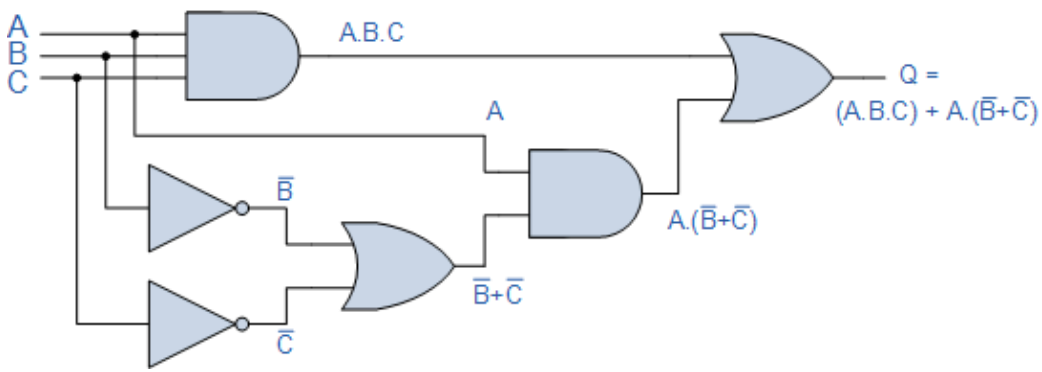 A
B
C
A.B.C
Q =
(A.B.C) + A.(B̅+C̅)
A
B̅
A.(B̅+C̅)
B̅+C̅
C̅